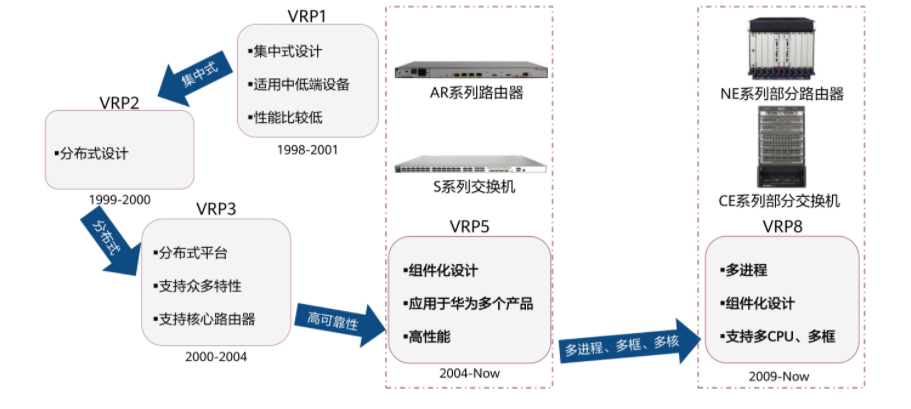 VRP1
▪集中式设计
▪适用中低端设备
▪性能比较低
1998-2001
集中式
VRP2
▪分布式设计
1999-2000
分布式
VRP3
▪分布式平台
▪支持众多特性
▪支持核心路由器
2000-2004
高可靠性
AR系列路由器
S系列交换机
VRP5
▪组件化设计
▪应用于华为多个产品
▪高性能
2004-Now
多进程、多框、多核
NE系列部分路由器
CE系列部分交换机
VRP8
▪多进程
▪组件化设计
▪支持多CPU、多框
2009-Now